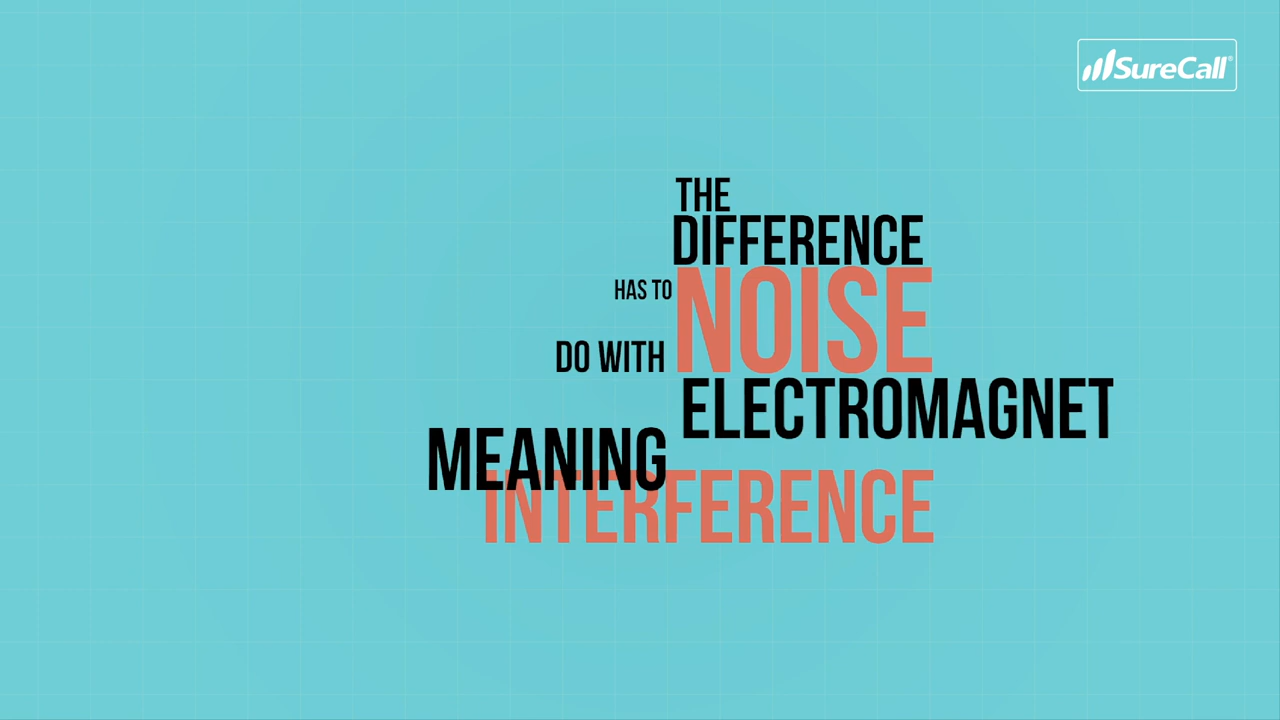 SureCall
THE
DIFFERENCE
HAS TO
NOISE
DO WITH
ELECTROMAGNET
MEANING
INTERFERENCE